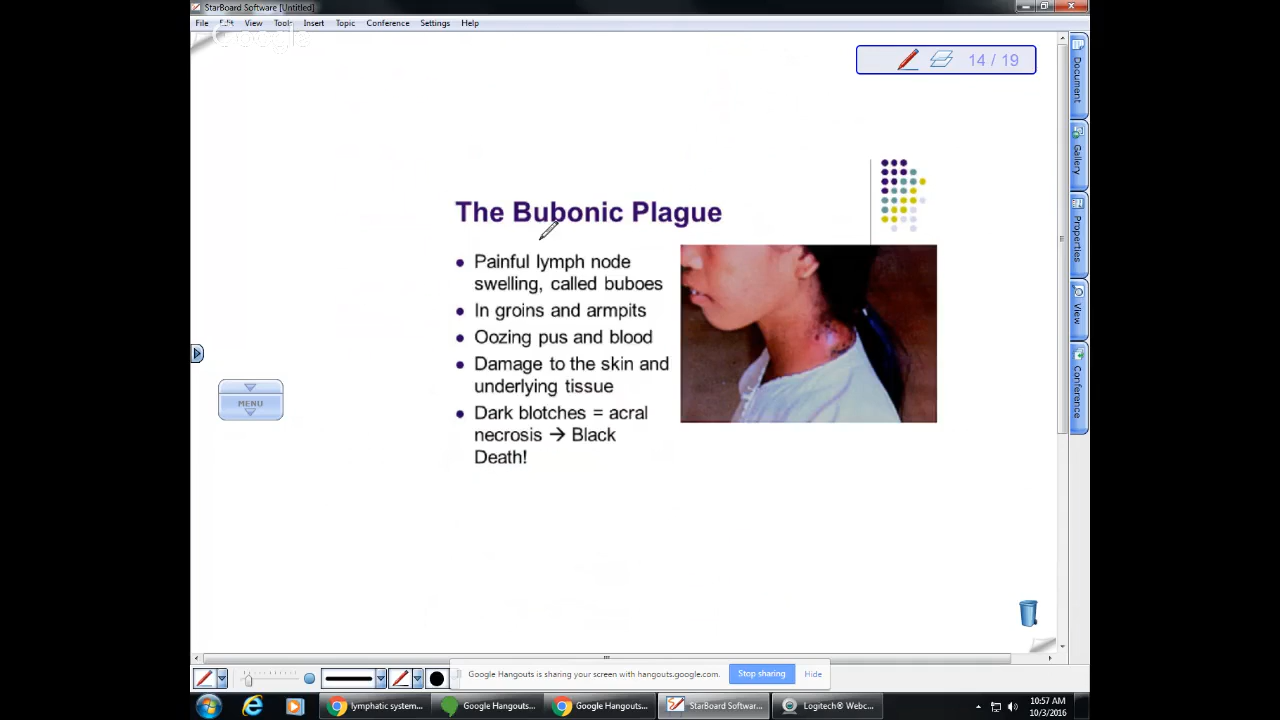 StarBoard Software [Untitled]
File Edit View Tools Insert Topic Conference Settings Help
Google
14 / 19
Document
Gallery
Properties
View
Conference
The Bubonic Plague
Painful lymph node
swelling, called buboes
In groins and armpits
Oozing pus and blood
Damage to the skin and
underlying tissue
Dark blotches = acral
necrosis → Black
Death!
MENU
Google Hangouts is sharing your screen with hangouts.google.com. Stop sharing Hide
lymphatic system... Google Hangouts... Google Hangouts... StarBoard Softwar... Logitech® Webc...
10:57 AM
10/3/2016